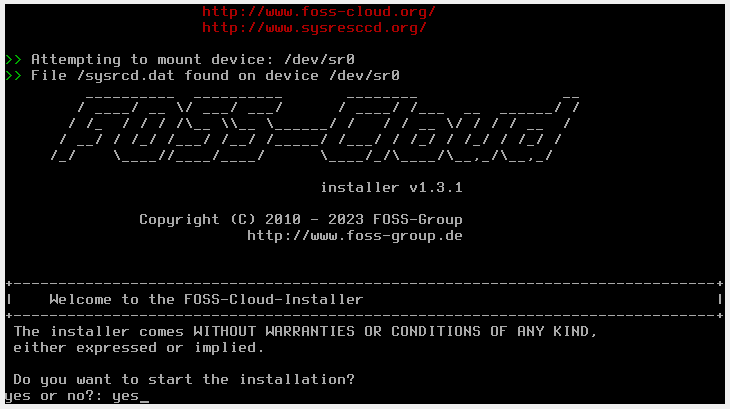 http://www.foss-cloud.org/
http://www.sysresccd.org/
>> Attempting to mount device: /dev/sr0
>> File /sysrcd.dat found on device /dev/sr0
FOSS-Cloud
installer v1.3.1
Copyright (C) 2010 - 2023 FOSS-Group
http://www.foss-group.de
Welcome to the FOSS-Cloud-Installer
The installer comes WITHOUT WARRANTIES OR CONDITIONS OF ANY KIND,
either expressed or implied.
Do you want to start the installation?
yes or no?: yes_